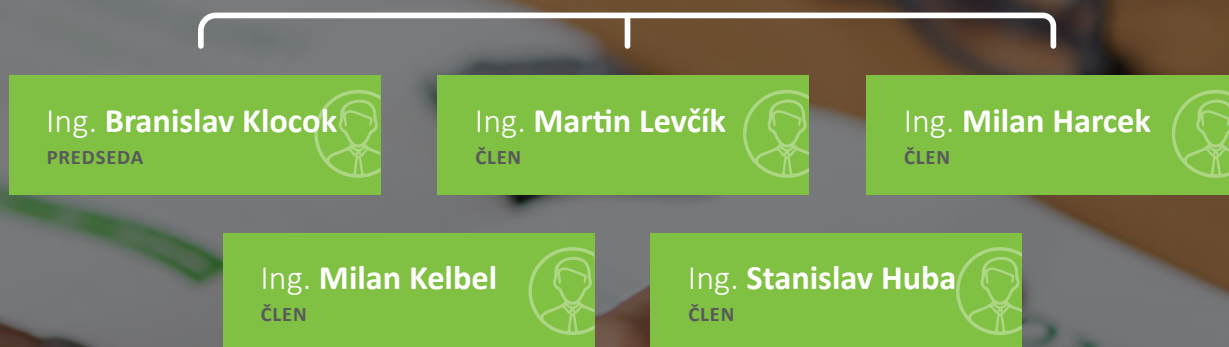 Ing. Branislav Klocok
PREDSEDA
Ing. Martin Levčík
ČLEN
Ing. Milan Harcek
ČLEN
Ing. Milan Kelbel
ČLEN
Ing. Stanislav Huba
ČLEN